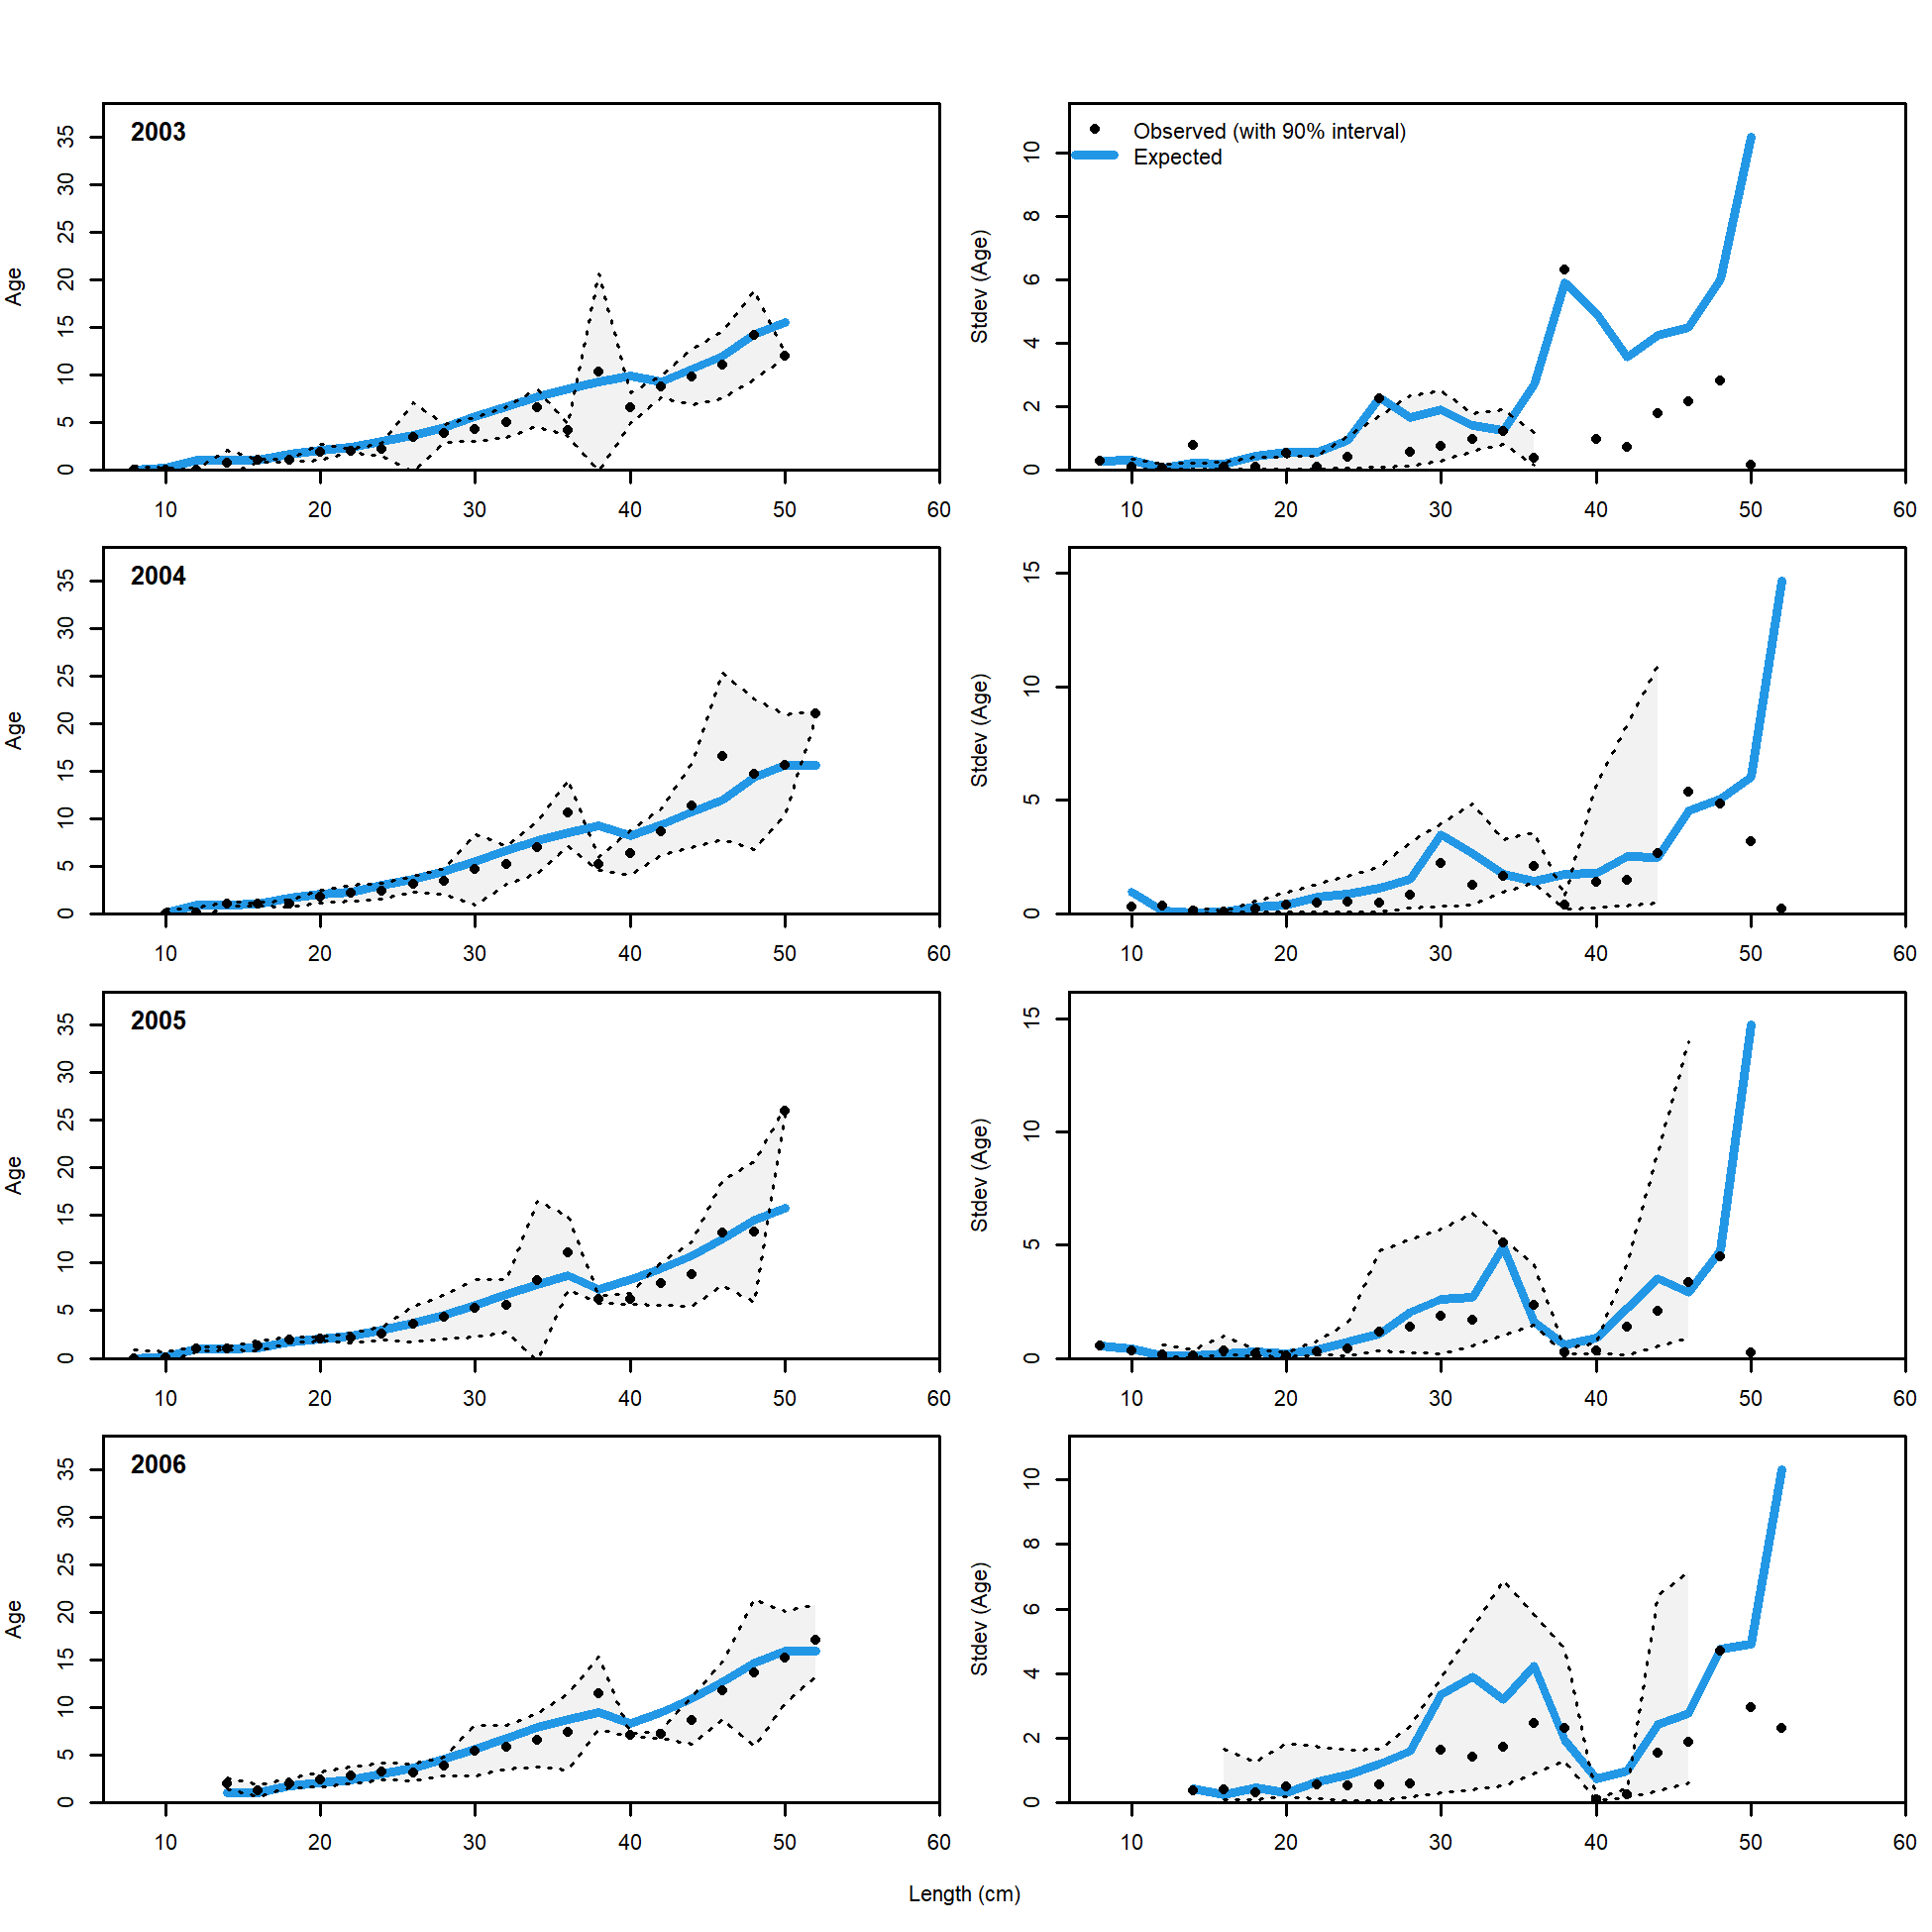 2003
Age
0 5 10 15 20 25 30 35
10 20 30 40 50 60
Observed (with 90% interval)
Expected
Stdev (Age)
0 2 4 6 8 10
10 20 30 40 50 60
2004
Age
0 5 10 15 20 25 30 35
10 20 30 40 50 60
Stdev (Age)
0 5 10 15
10 20 30 40 50 60
2005
Age
0 5 10 15 20 25 30 35
10 20 30 40 50 60
Stdev (Age)
0 5 10 15
10 20 30 40 50 60
2006
Age
0 5 10 15 20 25 30 35
10 20 30 40 50 60
Stdev (Age)
0 2 4 6 8 10
10 20 30 40 50 60
Length (cm)